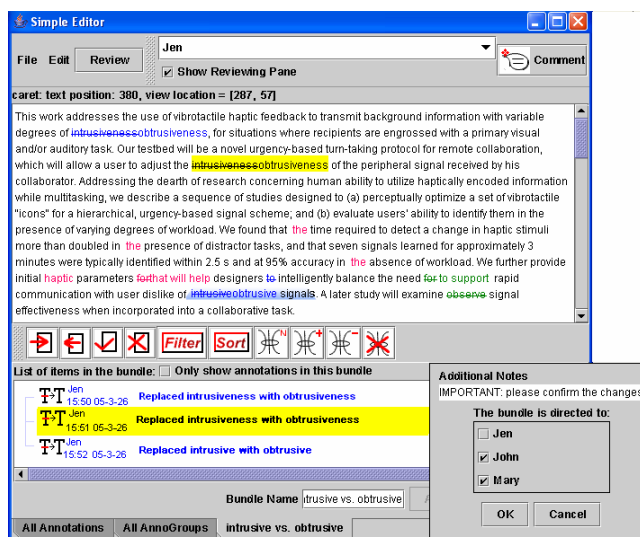 Simple Editor
File Edit Review
Jen
Show Reviewing Pane
Comment
caret: text position: 380, view location = [287, 57]
This work addresses the use of vibrotactile haptic feedback to transmit background information with variable
degrees of intrusivenessobtrusiveness, for situations where recipients are engrossed with a primary visual
and/or auditory task. Our testbed will be a novel urgency-based turn-taking protocol for remote collaboration,
which will allow a user to adjust the intrusivenessobtrusiveness of the peripheral signal received by his
collaborator. Addressing the dearth of research concerning human ability to utilize haptically encoded information
while multitasking, we describe a sequence of studies designed to (a) perceptually optimize a set of vibrotactile
"icons" for a hierarchical, urgency-based signal scheme; and (b) evaluate users' ability to identify them in the
presence of varying degrees of workload. We found that the time required to detect a change in haptic stimuli
more than doubled in the presence of distractor tasks, and that seven signals learned for approximately 3
minutes were typically identified within 2.5 s and at 95% accuracy in the absence of workload. We further provide
initial haptic parameters forthat will help designers to intelligently balance the need for to support rapid
communication with user dislike of intrusiveobtrusive signals. A later study will examine observe signal
effectiveness when incorporated into a collaborative task.
Filter Sort N + -
List of items in the bundle: Only show annotations in this bundle
T>T Jen
15:50 05-3-26 Replaced intrusiveness with obtrusiveness
T>T Jen
15:51 05-3-26 Replaced intrusiveness with obtrusiveness
T>T Jen
15:52 05-3-26 Replaced intrusive with obtrusive
Bundle Name ntrusive vs. obtrusive A
All Annotations All AnnoGroups intrusive vs. obtrusive
Additional Notes
IMPORTANT: please confirm the changes
The bundle is directed to:
Jen
John
Mary
OK Cancel